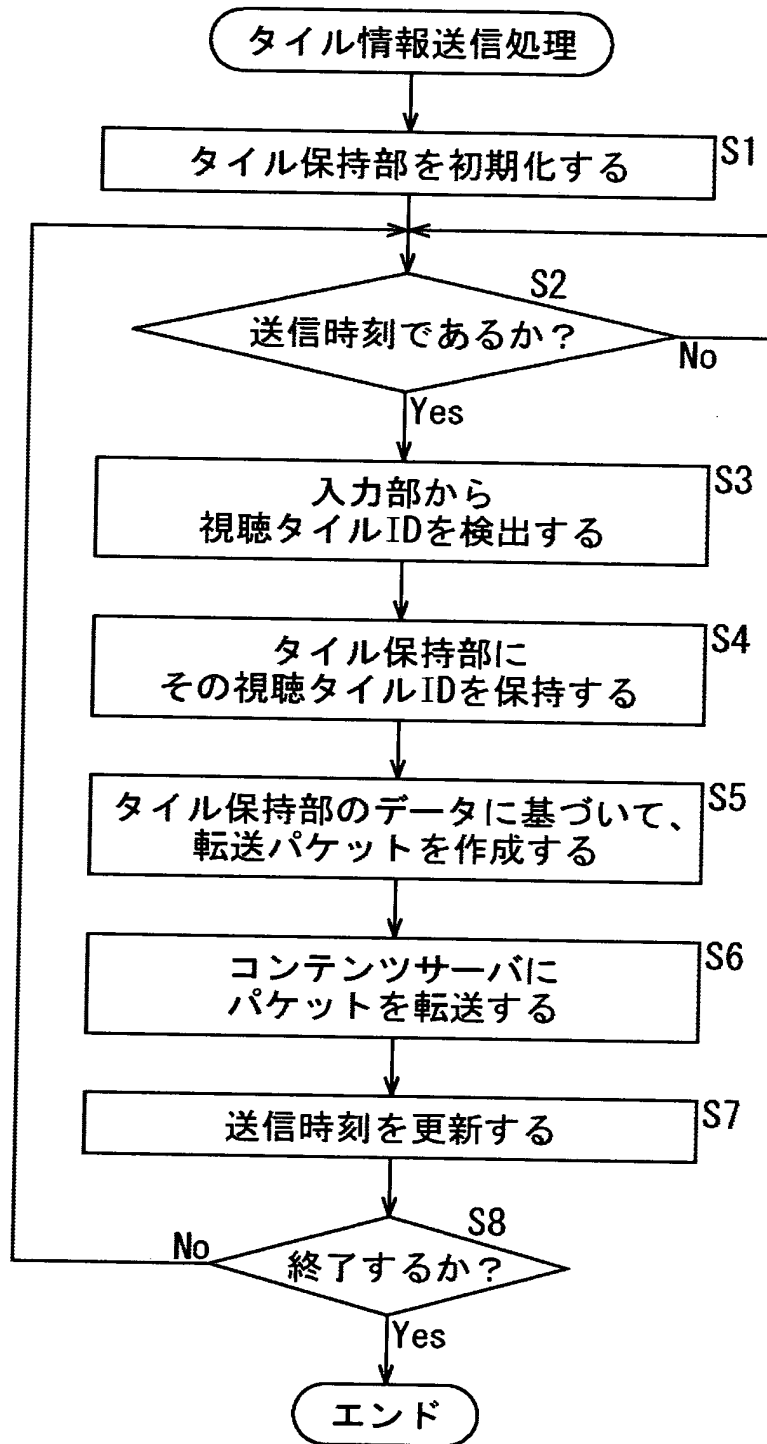 タイル情報送信処理
タイル保持部を初期化する
S1
S2
送信時刻であるか？
No
Yes
入力部から
視聴タイルIDを検出する
S3
タイル保持部に
その視聴タイルIDを保持する
S4
タイル保持部のデータに基づいて、
転送パケットを作成する
S5
コンテンツサーバに
パケットを転送する
S6
送信時刻を更新する
S7
S8
No
終了するか？
Yes
エンド